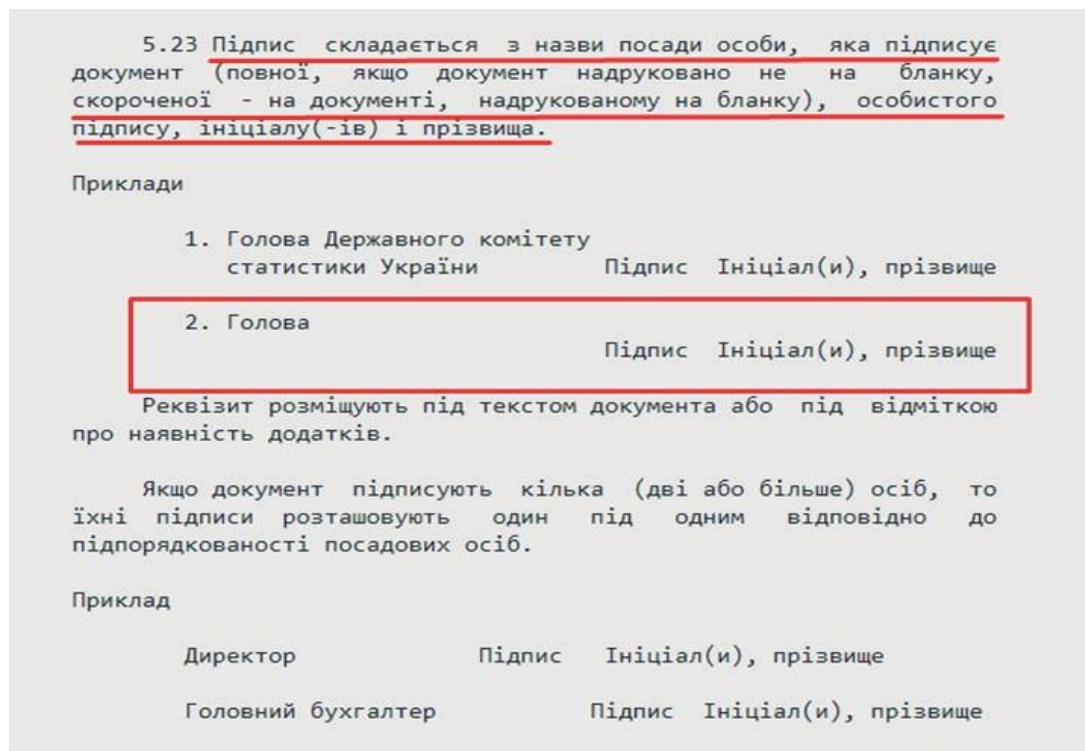 5.23 Підпис складається з назви посади особи, яка підписує
документ (повної, якщо документ надруковано не на бланку,
скороченої - на документі, надрукованому на бланку), особистого
підпису, ініціалу(-ів) і прізвища.
Приклади
1. Голова Державного комітету
статистики України Підпис Ініціал(и), прізвище
2. Голова
Підпис Ініціал(и), прізвище
Реквізит розміщують під текстом документа або під відміткою
про наявність додатків.
Якщо документ підписують кілька (дві або більше) осіб, то
їхні підписи розташовують один під одним відповідно до
підпорядкованості посадових осіб.
Приклад
Директор Підпис Ініціал(и), прізвище
Головний бухгалтер Підпис Ініціал(и), прізвище